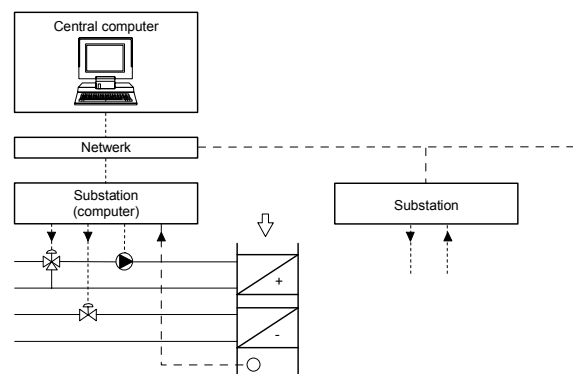 Central computer
Netwerk
Substation
(computer)
Substation
+
-